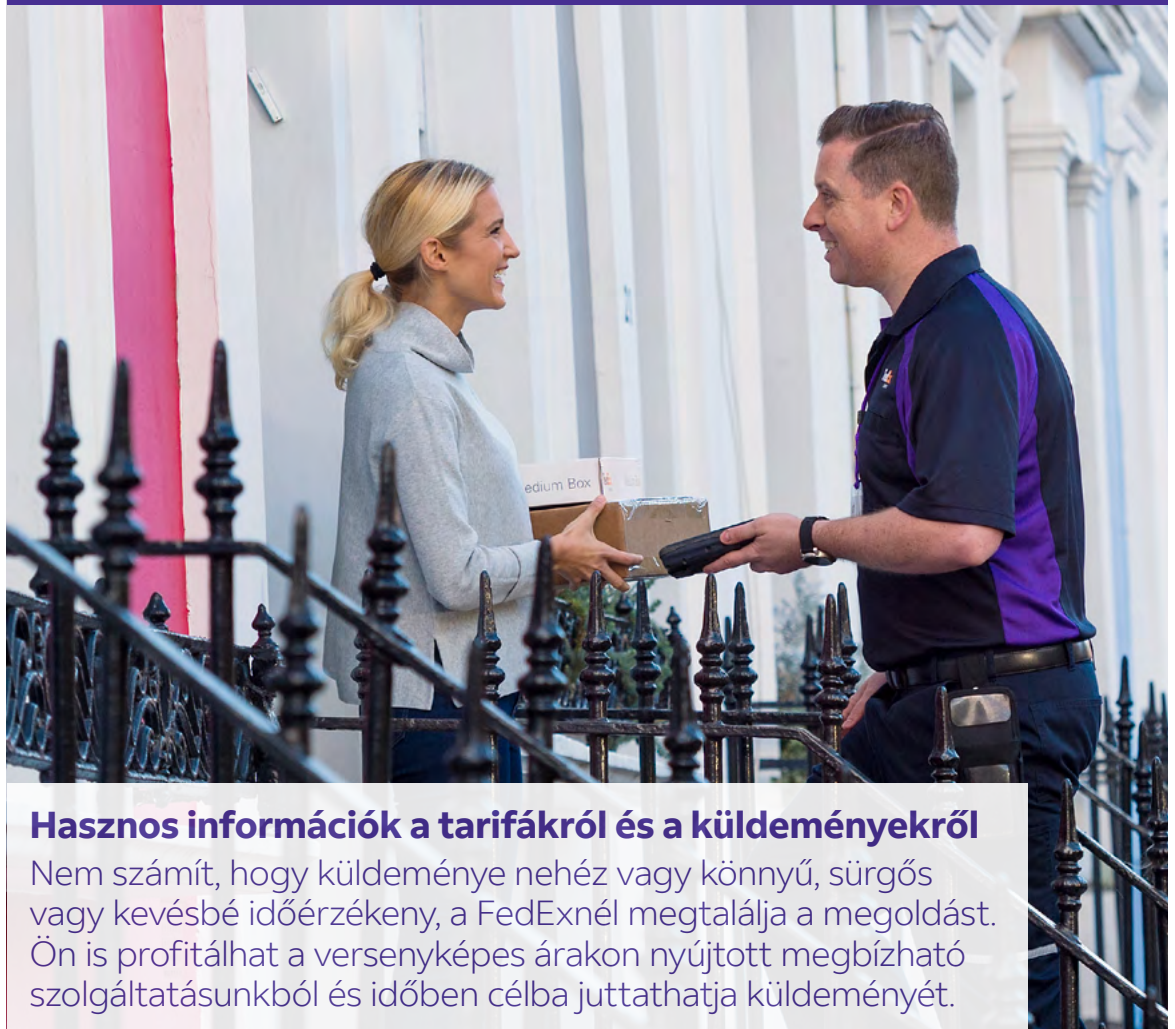 edium Box
Hasznos információk a tarifákról és a küldeményekről
Nem számít, hogy küldeménye nehéz vagy könnyű, sürgős
vagy kevésbé időérzékeny, a FedExnél megtalálja a megoldást.
Ön is profitálhat a versenyképes árakon nyújtott megbízható
szolgáltatásunkból és időben célba juttathatja küldeményét.